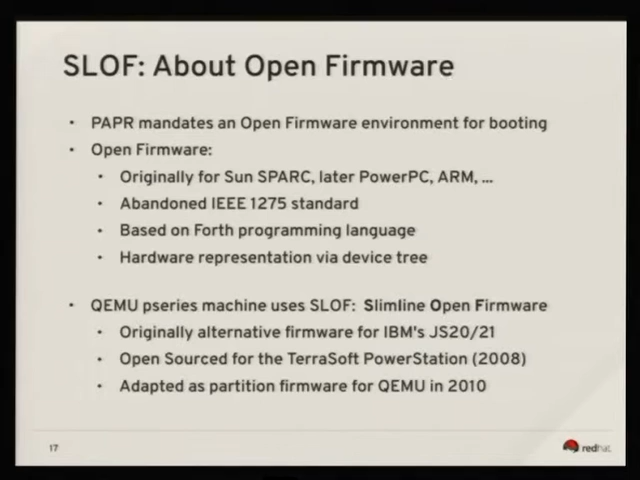 SLOF: About Open Firmware
• PAPR mandates an Open Firmware environment for booting
• Open Firmware:
• Originally for Sun SPARC, later PowerPC, ARM, ...
• Abandoned IEEE 1275 standard
• Based on Forth programming language
• Hardware representation via device tree
• QEMU pseries machine uses SLOF: Slimline Open Firmware
• Originally alternative firmware for IBM's JS20/21
• Open Sourced for the TerraSoft PowerStation (2008)
• Adapted as partition firmware for QEMU in 2010
17
redhat